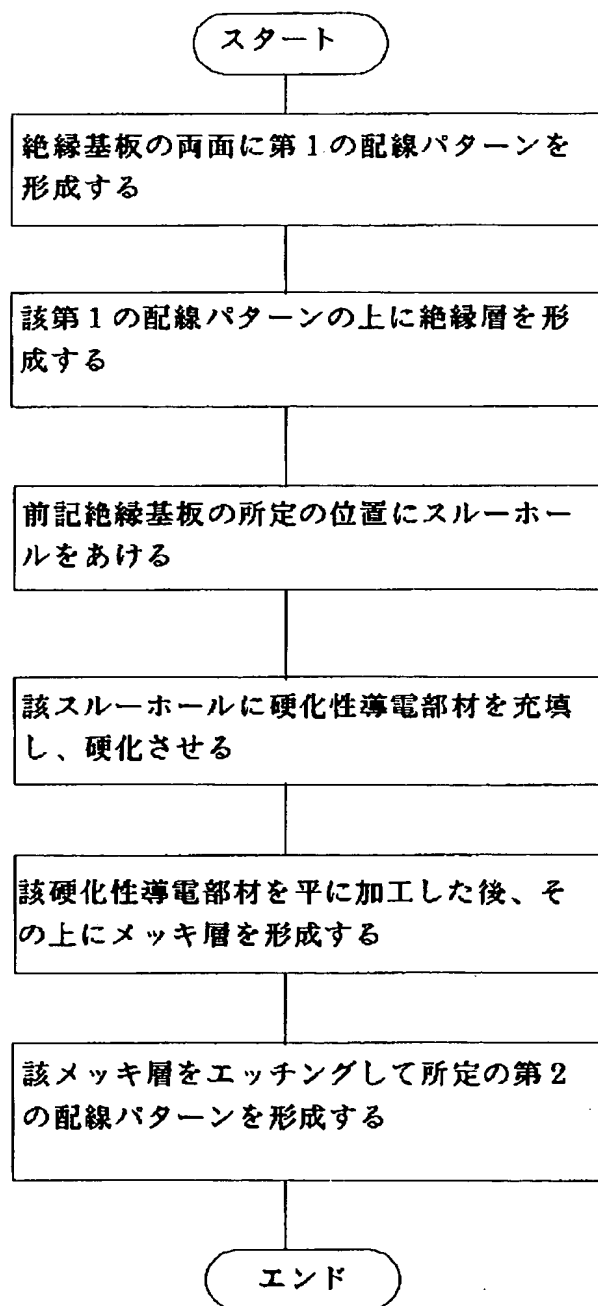 スタート
絶縁基板の両面に第1の配線パターンを
形成する
該第1の配線パターンの上に絶縁層を形
成する
前記絶縁基板の所定の位置にスルーホー
ルをあける
該スルーホールに硬化性導電部材を充填
し、硬化させる
該硬化性導電部材を平に加工した後、そ
の上にメッキ層を形成する
該メッキ層をエッチングして所定の第2
の配線パターンを形成する
エンド